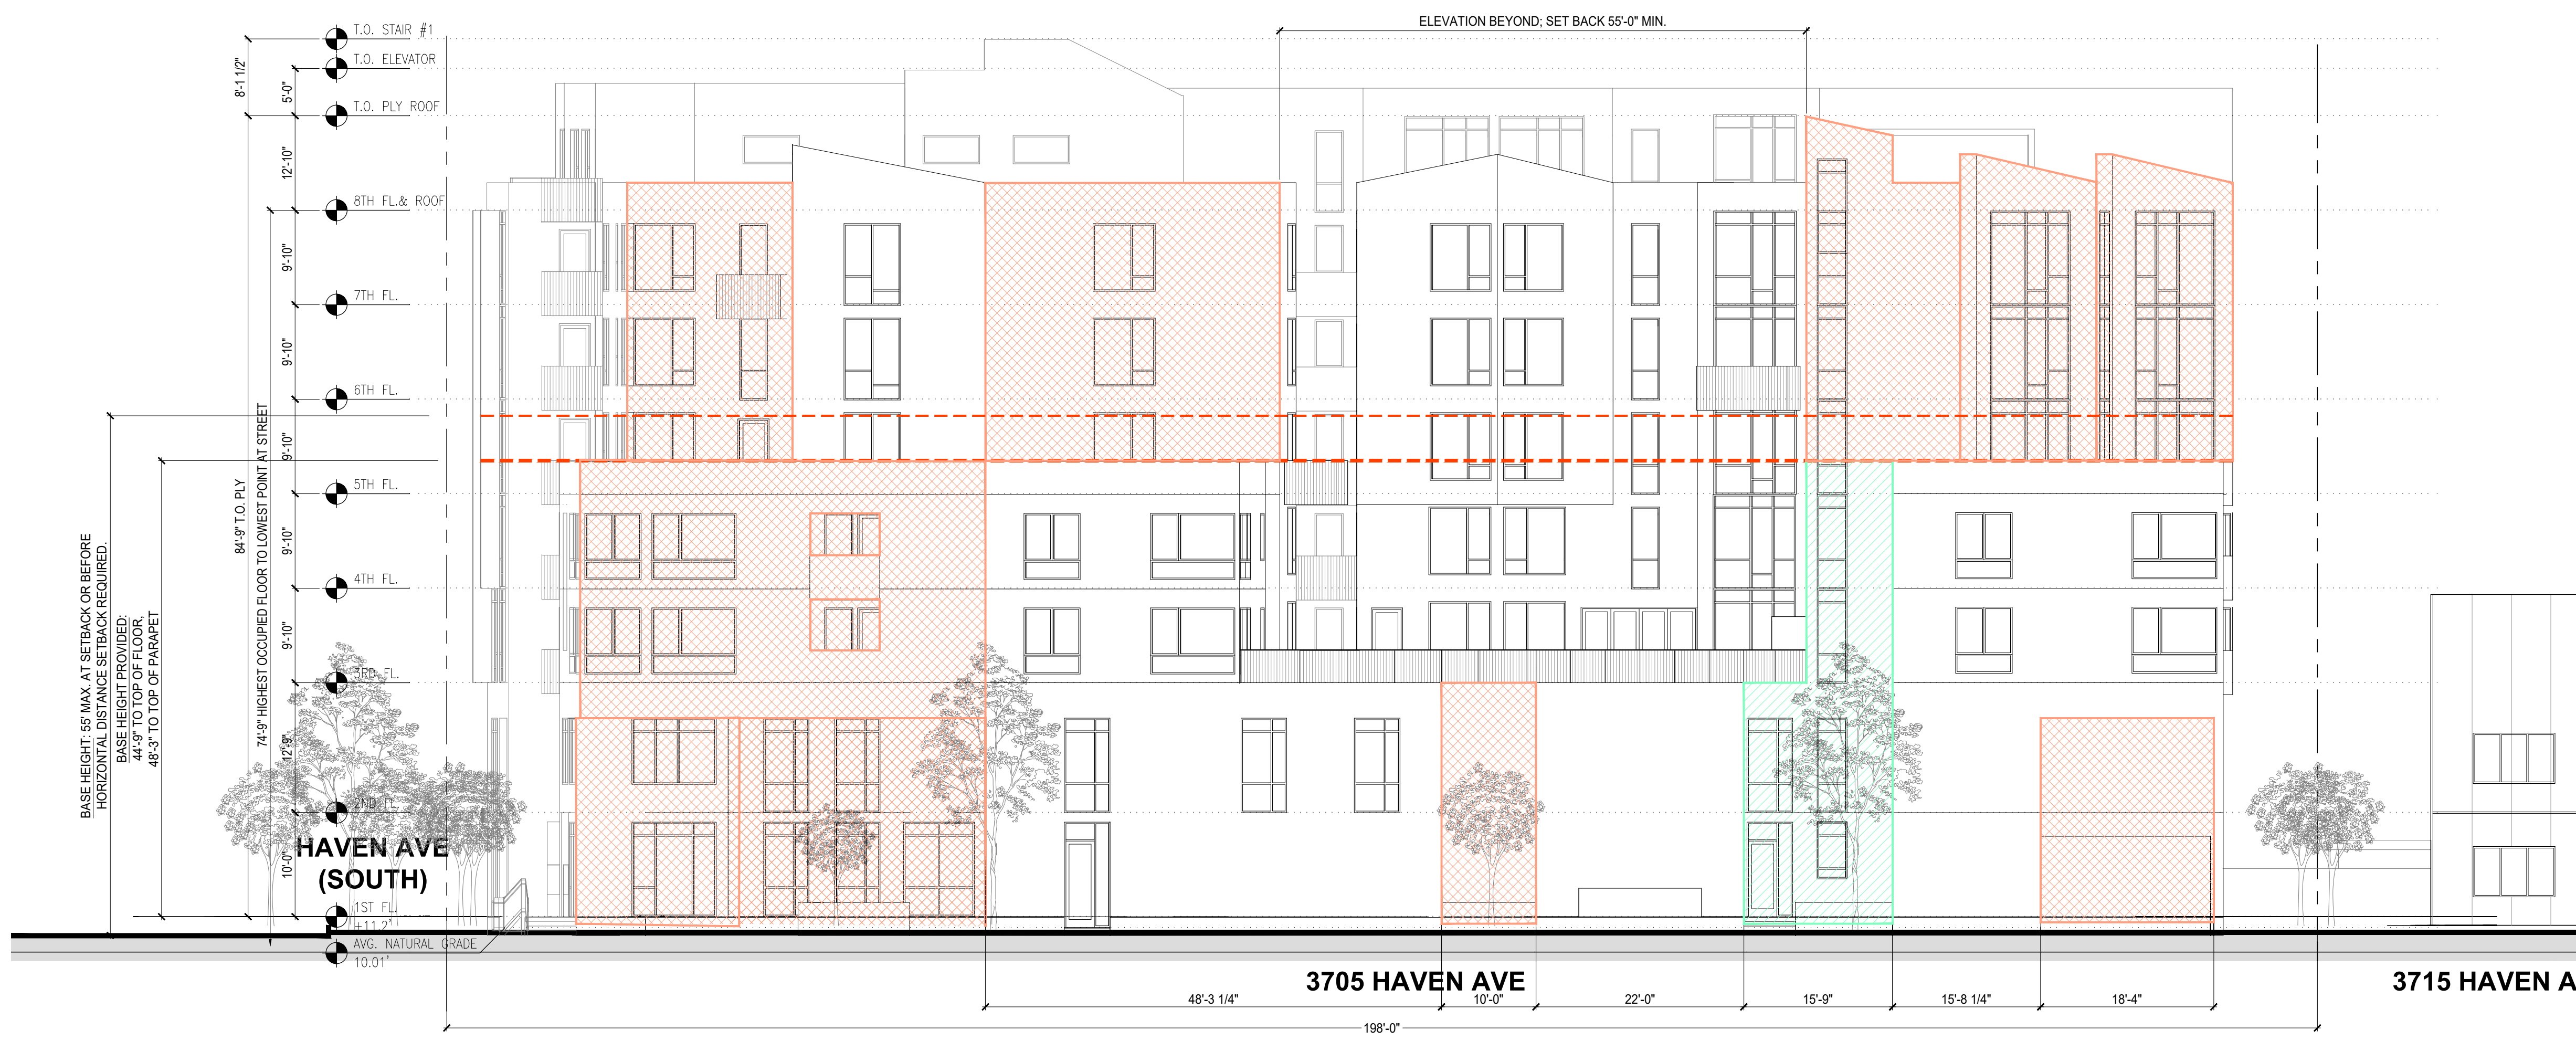 ELEVATION BEYOND; SET BACK 55'-0" MIN.
T.O. STAIR #1
T.O. ELEVATOR
T.O. PLY ROOF
8TH FL.& ROOF
7TH FL.
6TH FL.
5TH FL.
4TH FL.
3RD FL.
2ND FL.
1ST FL.
+11.2'
AVG. NATURAL GRADE
10.01'
8'-1 1/2"
5'-0"
12'-10"
9'-10"
9'-10"
9'-10"
9'-10"
9'-10"
12'-9"
10'-0"
74'-9" HIGHEST OCCUPIED FLOOR TO LOWEST POINT AT STREET
84'-9" T.O. PLY
BASE HEIGHT: 55' MAX. AT SETBACK OR BEFORE
HORIZONTAL DISTANCE SETBACK REQUIRED.
BASE HEIGHT PROVIDED:
44'-9" TO TOP OF FLOOR,
48'-3" TO TOP OF PARAPET
HAVEN AVE
(SOUTH)
3705 HAVEN AVE
3715 HAVEN A
48'-3 1/4"
10'-0"
22'-0"
15'-9"
15'-8 1/4"
18'-4"
198'-0"